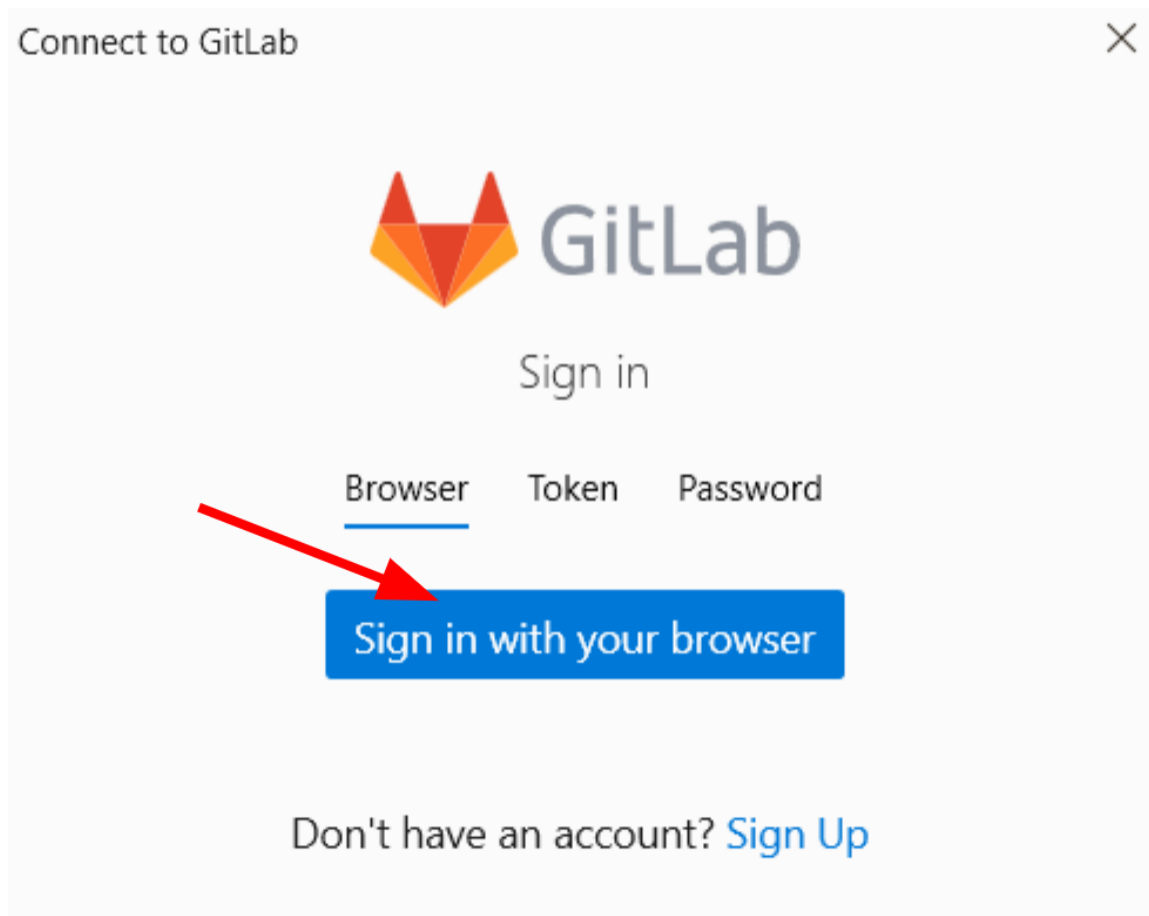 Connect to GitLab
GitLab
Sign in
Browser Token Password
Sign in with your browser
Don't have an account? Sign Up